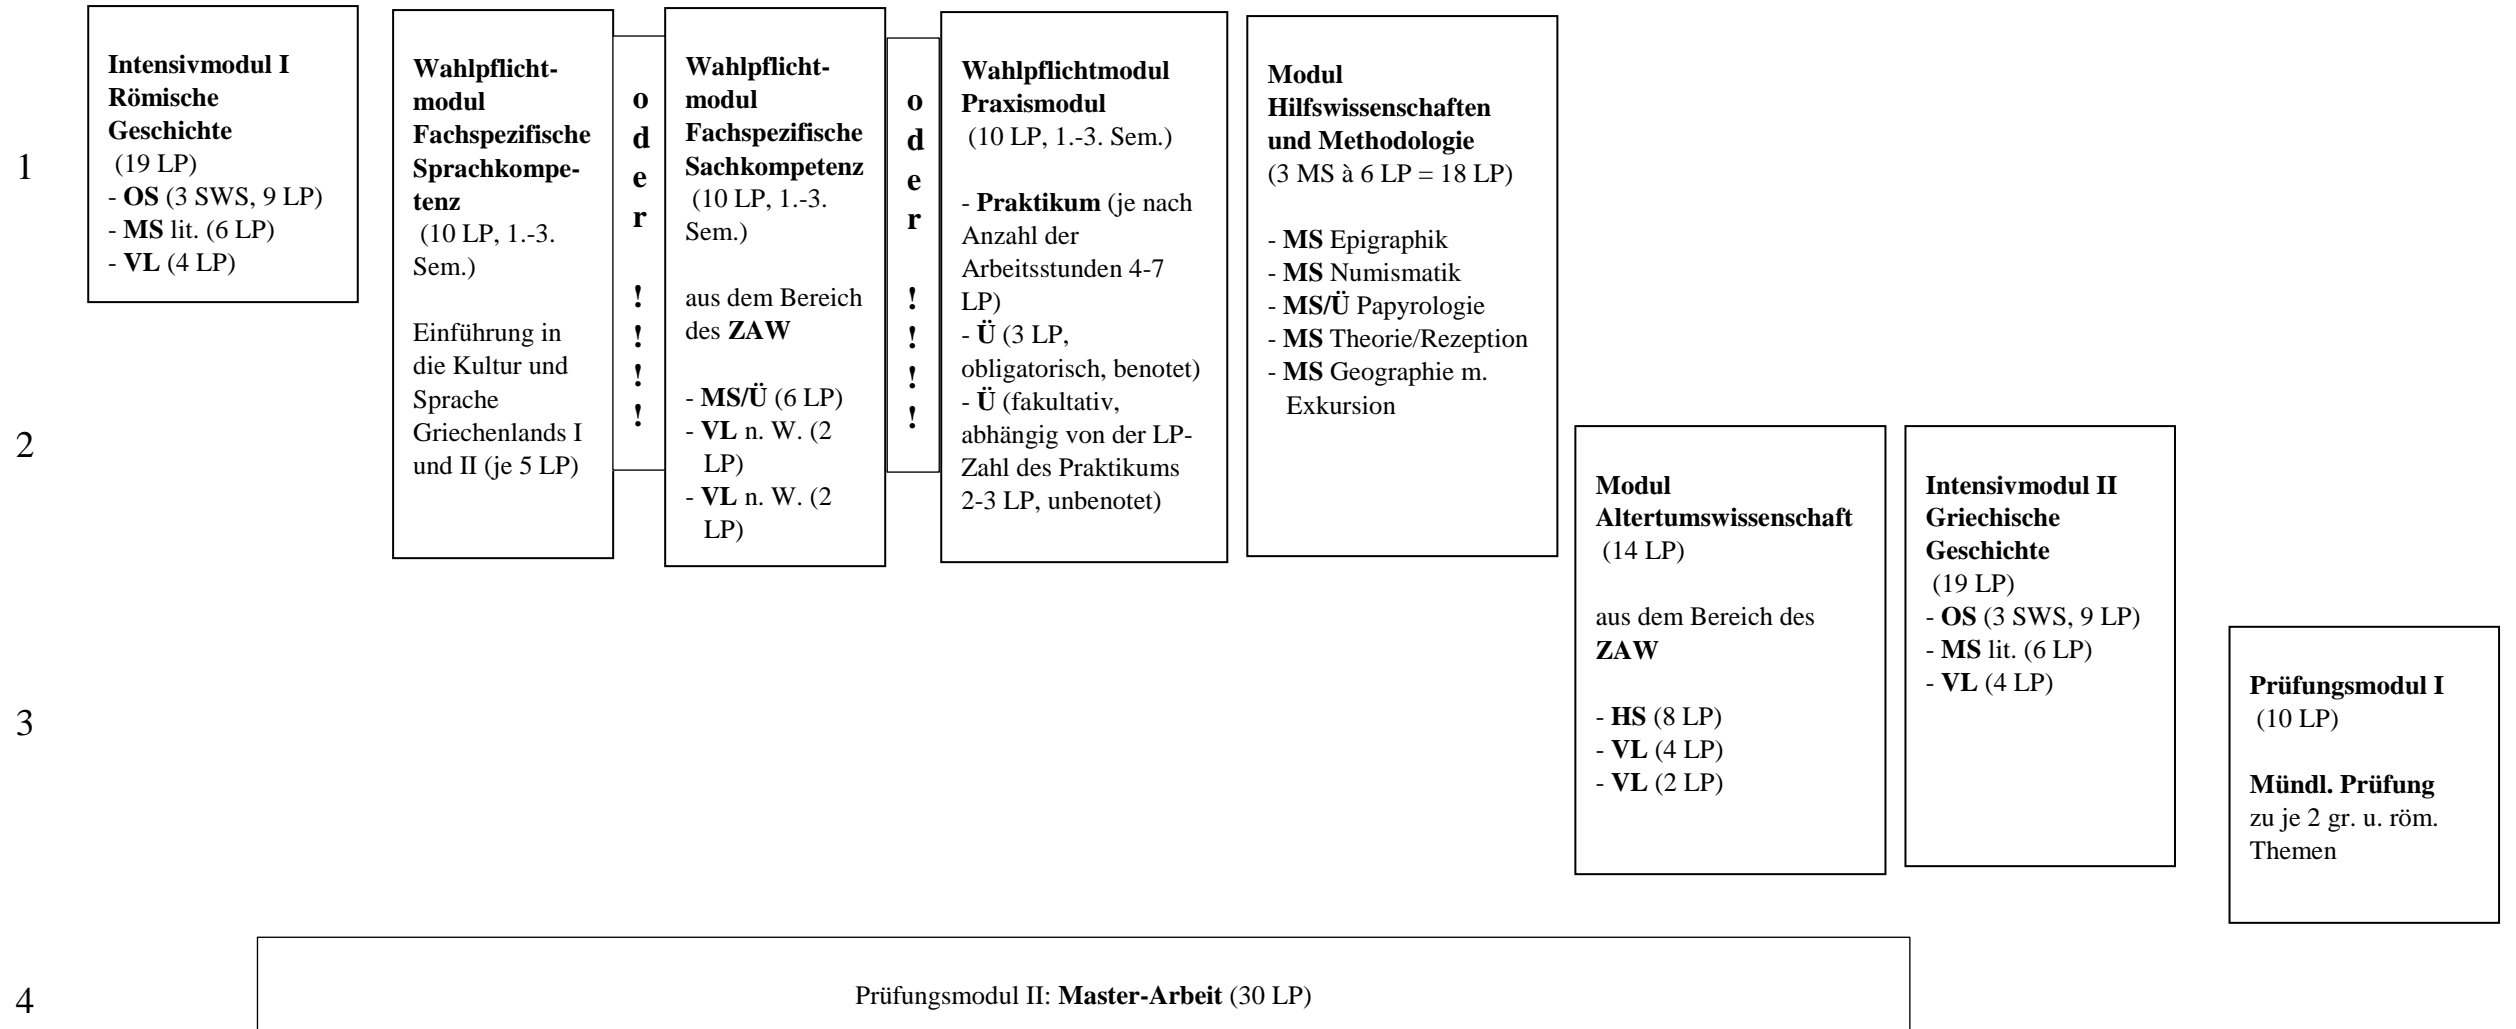 1
2
3
4
Intensivmodul I
Römische
Geschichte
(19 LP)
- OS (3 SWS, 9 LP)
- MS lit. (6 LP)
- VL (4 LP)
Wahlpflicht-
modul
Fachspezifische
Sprachkompe-
tenz
(10 LP, 1.-3.
Sem.)
Einführung in
die Kultur und
Sprache
Griechenlands I
und II (je 5 LP)
o
d
e
r
!
!
!
!
Wahlpflicht-
modul
Fachspezifische
Sachkompetenz
(10 LP, 1.-3.
Sem.)
aus dem Bereich
des ZAW
- MS/Ü (6 LP)
- VL n. W. (2
LP)
- VL n. W. (2
LP)
o
d
e
r
!
!
!
!
Wahlpflichtmodul
Praxismodul
(10 LP, 1.-3. Sem.)
- Praktikum (je nach
Anzahl der
Arbeitsstunden 4-7
LP)
- Ü (3 LP,
obligatorisch, benotet)
- Ü (fakultativ,
abhängig von der LP-
Zahl des Praktikums
2-3 LP, unbenotet)
Modul
Hilfswissenschaften
und Methodologie
(3 MS à 6 LP = 18 LP)
- MS Epigraphik
- MS Numismatik
- MS/Ü Papyrologie
- MS Theorie/Rezeption
- MS Geographie m.
Exkursion
Modul
Altertumswissenschaft
(14 LP)
aus dem Bereich des
ZAW
- HS (8 LP)
- VL (4 LP)
- VL (2 LP)
Intensivmodul II
Griechische
Geschichte
(19 LP)
- OS (3 SWS, 9 LP)
- MS lit. (6 LP)
- VL (4 LP)
Prüfungsmodul I
(10 LP)
Mündl. Prüfung
zu je 2 gr. u. röm.
Themen
Prüfungsmodul II: Master-Arbeit (30 LP)